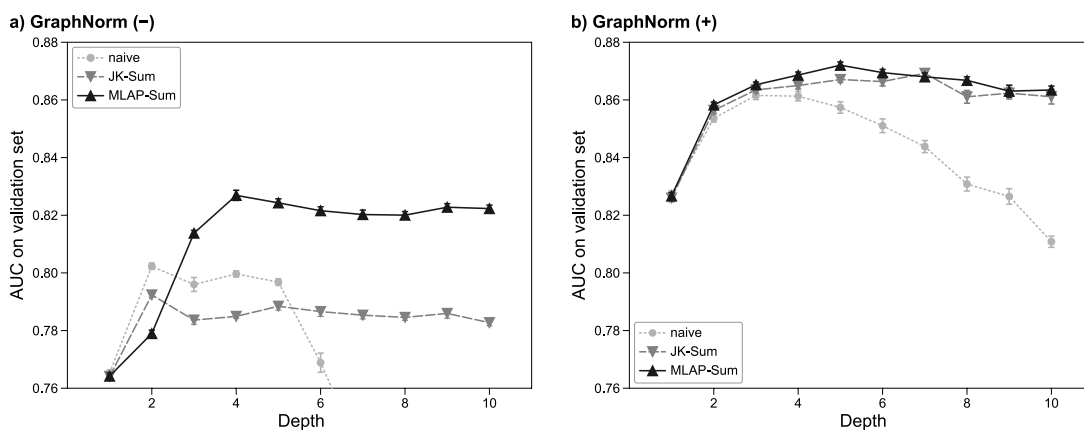 a) GraphNorm (−)
AUC on validation set
0.88
0.86
0.84
0.82
0.80
0.78
0.76
naive
JK-Sum
MLAP-Sum
2 4 6 8 10
Depth
b) GraphNorm (+)
AUC on validation set
0.88
0.86
0.84
0.82
0.80
0.78
0.76
naive
JK-Sum
MLAP-Sum
2 4 6 8 10
Depth